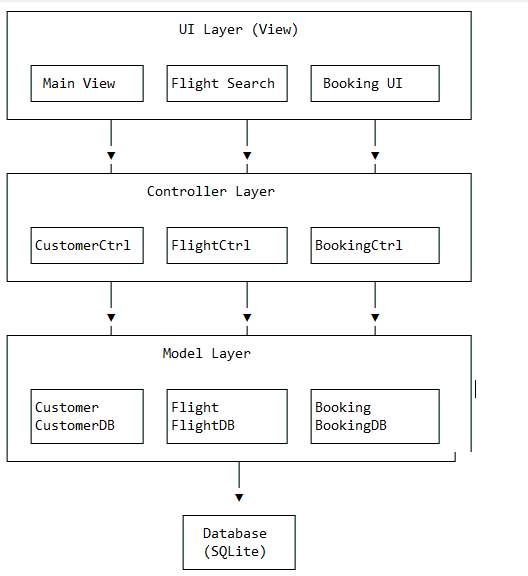 UI Layer (View)
Main View Flight Search Booking UI
Controller Layer
CustomerCtrl FlightCtrl BookingCtrl
Model Layer
Customer Flight Booking
CustomerDB FlightDB BookingDB
Database
(SQLite)